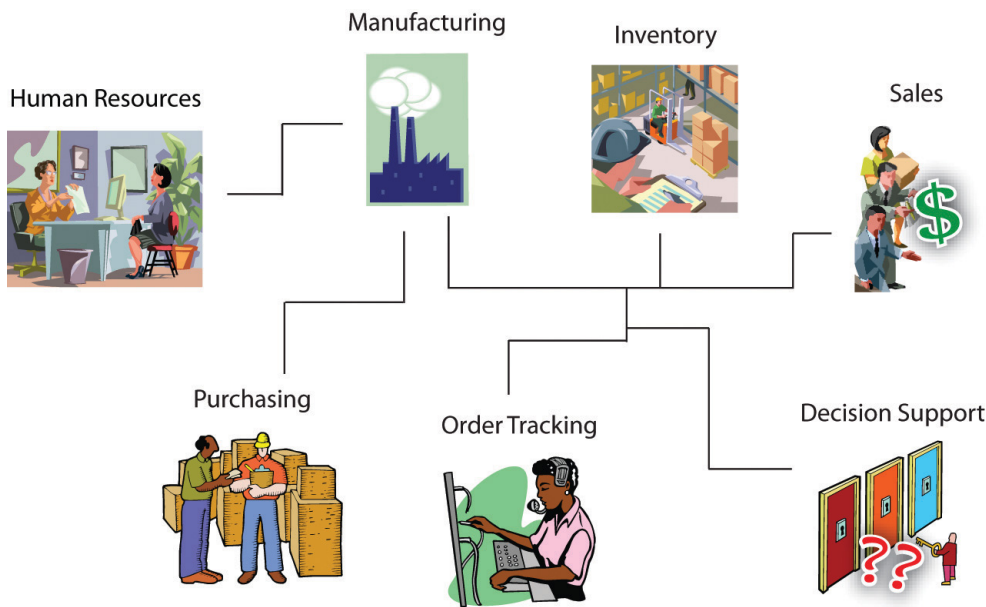 Manufacturing
Inventory
Human Resources
Sales
$
Purchasing
Order Tracking
Decision Support
??